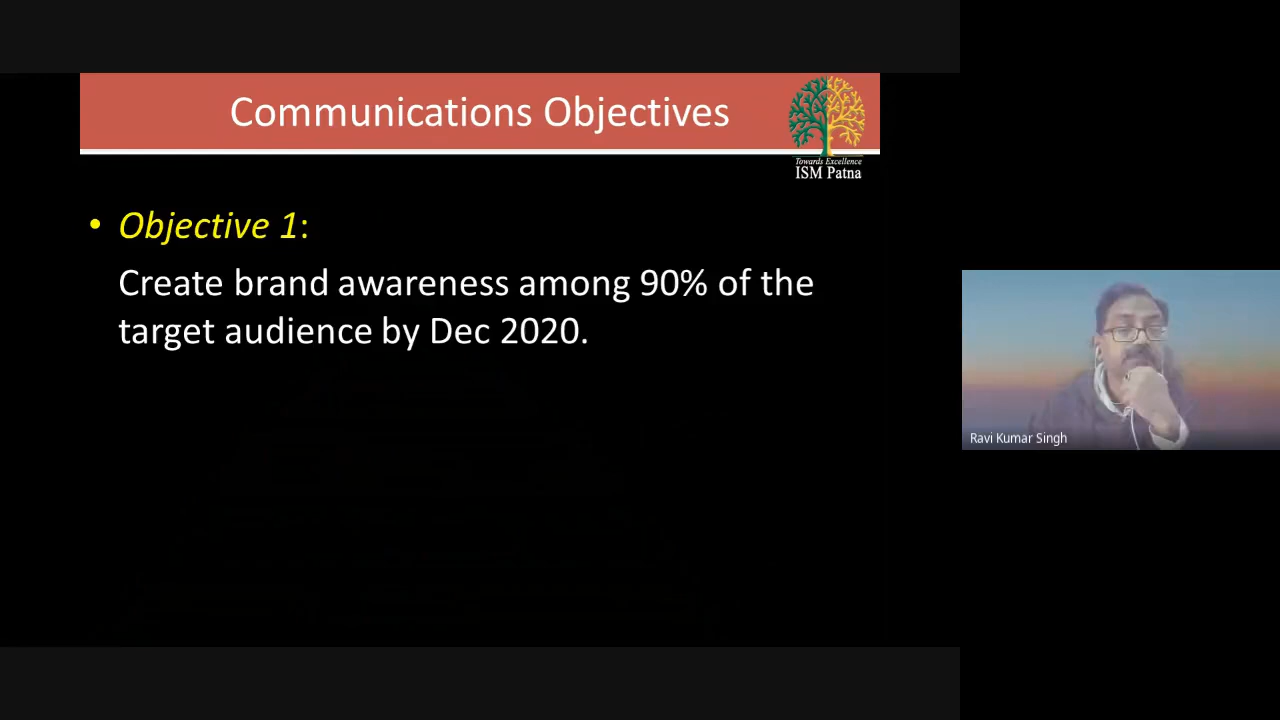 Communications Objectives
Towards Excellence
ISM Patna
• Objective 1:
Create brand awareness among 90% of the
target audience by Dec 2020.
Ravi Kumar Singh